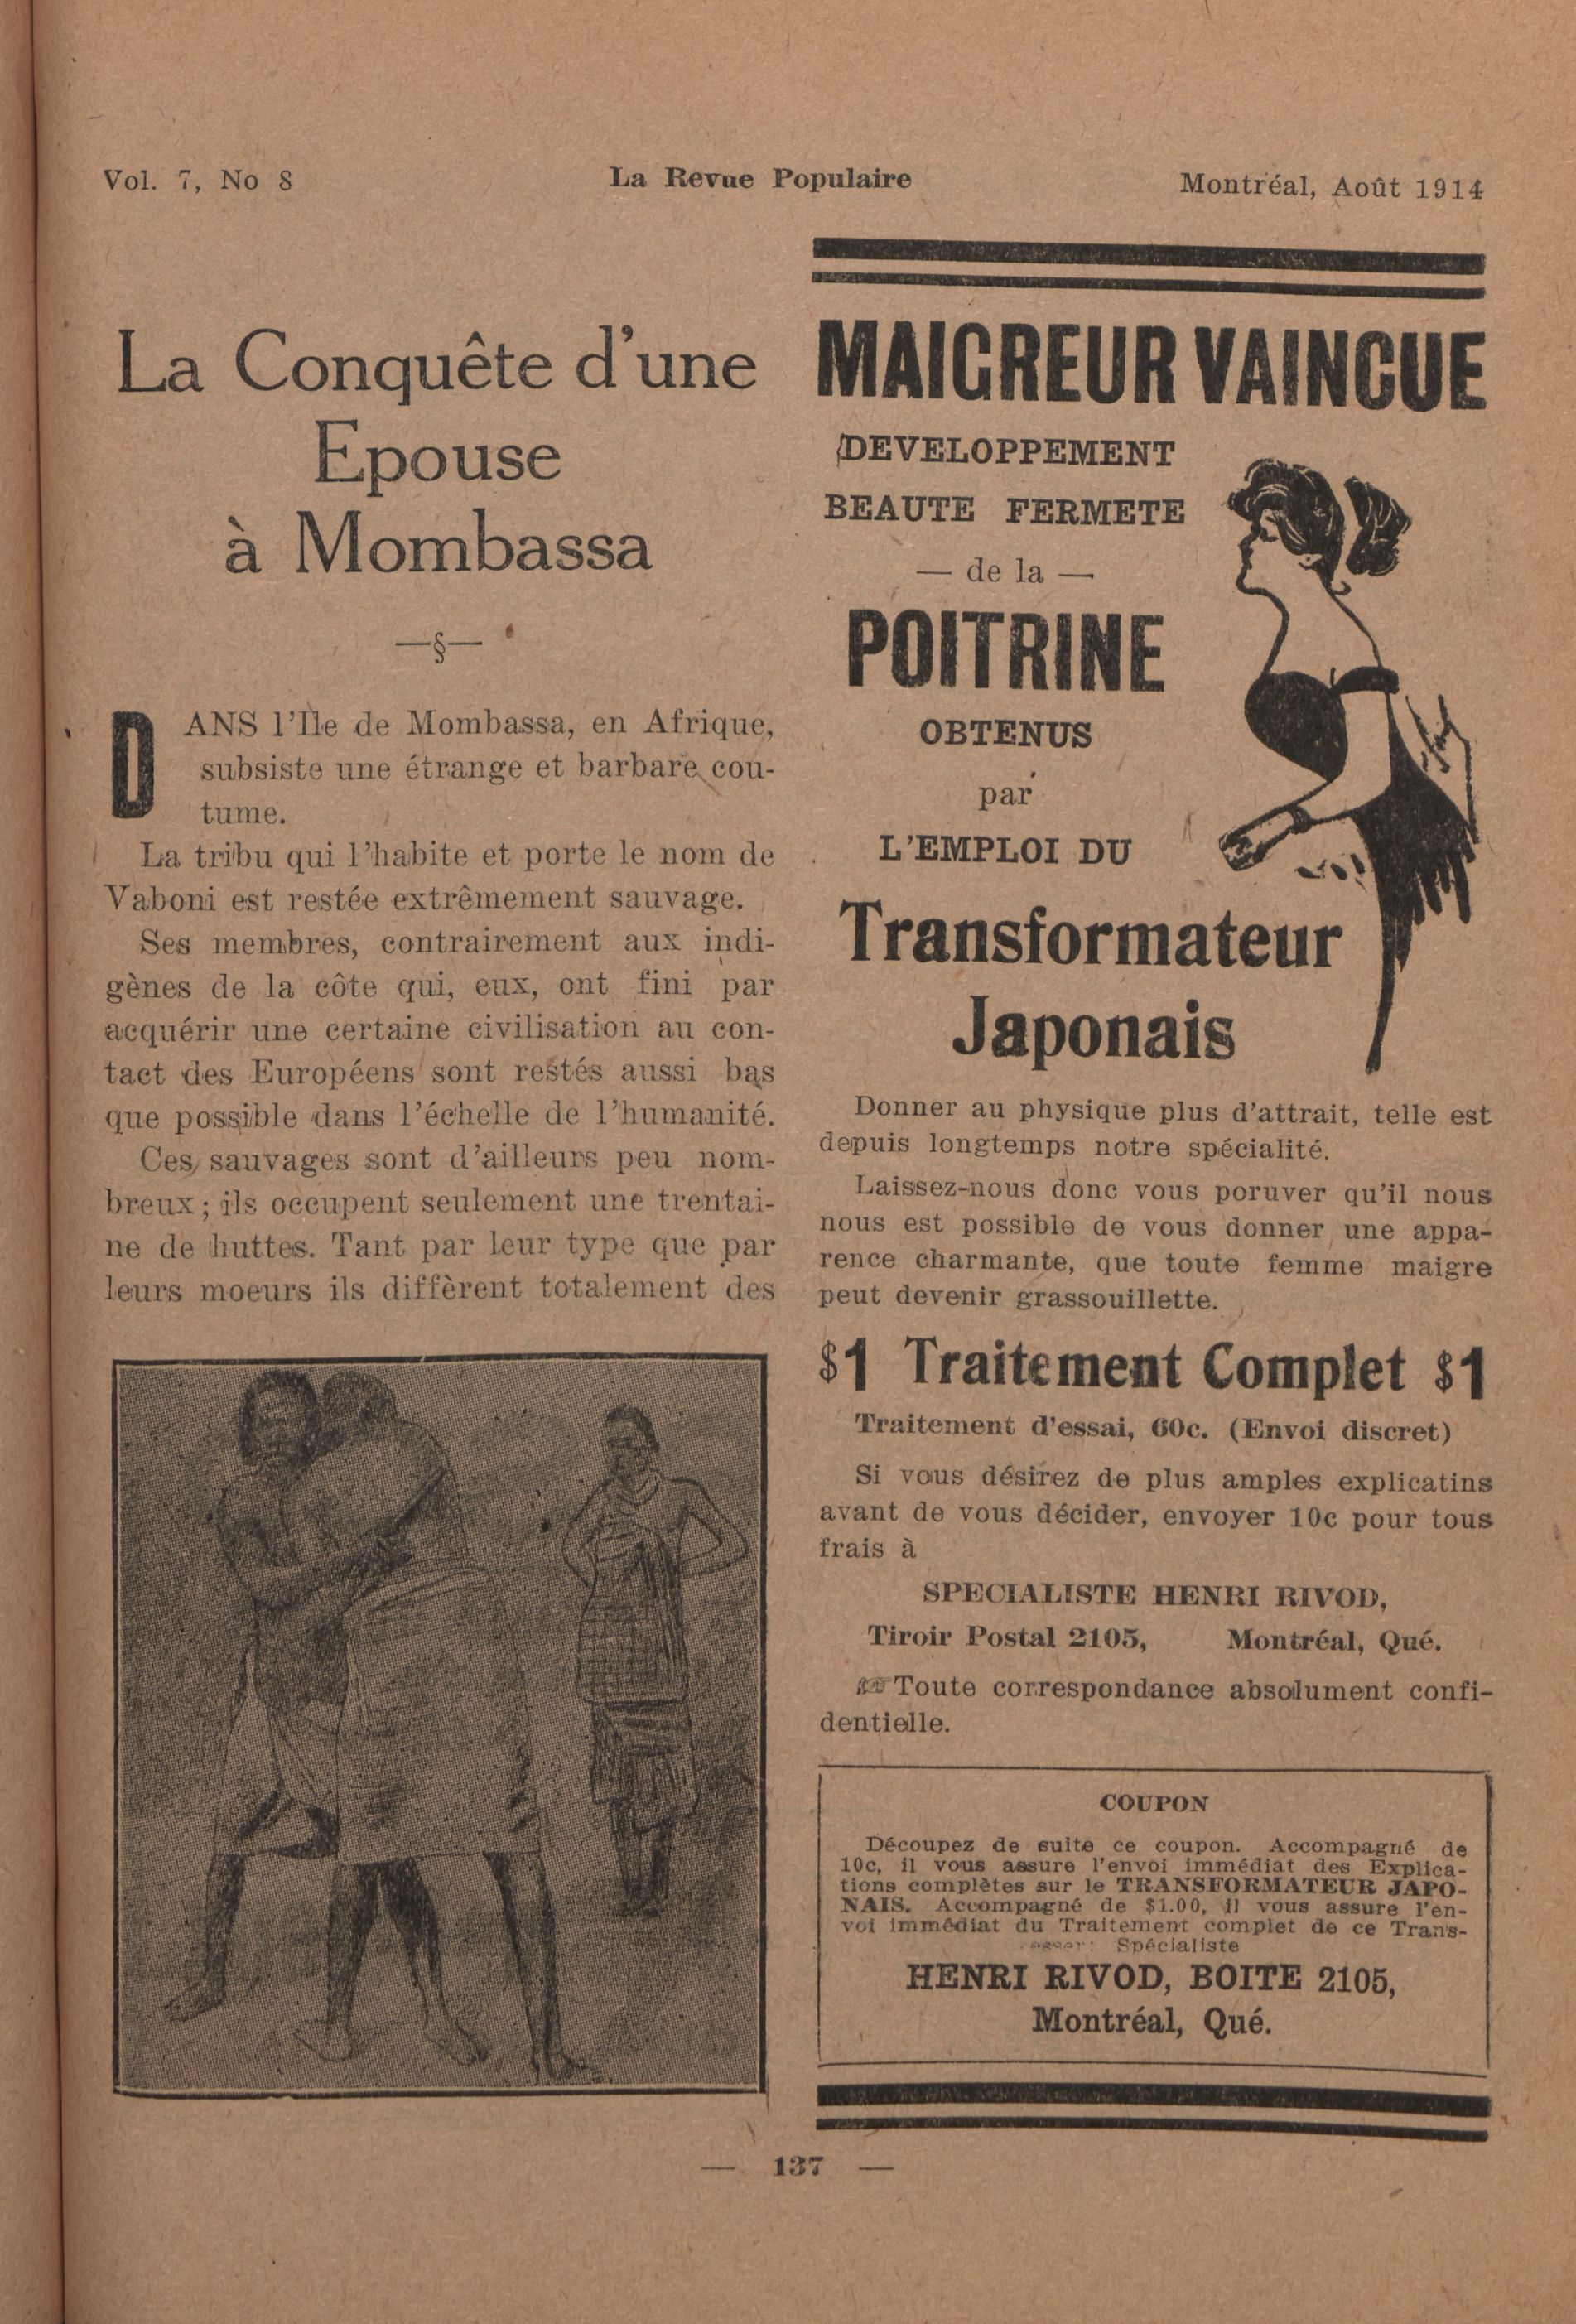 Vol. 7, No 8
La Revue Populaire
Montréal, Août 1914
La Conquête d'une
Epouse
à Mombassa
—§—
DANS l'Ile de Mombassa, en Afrique,
subsiste une étrange et barbare cou-
tume.
La tribu qui l'habite et porte le nom de
Vaboni est restée extrêmement sauvage.
Ses membres, contrairement aux indi-
gènes de la côte qui, eux, ont fini par
acquérir une certaine civilisation au con-
tact des Européens sont restés aussi bas
que possible dans l'échelle de l'humanité.
Ces sauvages sont d'ailleurs peu nom-
breux; ils occupent seulement une trentai-
ne de huttes. Tant par leur type que par
leurs moeurs ils diffèrent totalement des
MAIGREUR VAINCUE
DEVELOPPEMENT
BEAUTE FERMETE
— de la —
POITRINE
OBTENUS
par
L'EMPLOI DU
Transformateur
Japonais
Donner au physique plus d'attrait, telle est
depuis longtemps notre spécialité.
Laissez-nous donc vous poruver qu'il nous
nous est possible de vous donner une appa-
rence charmante, que toute femme maigre
peut devenir grassouillette.
$1 Traitement Complet $1
Traitement d'essai, 60c. (Envoi discret)
Si vous désirez de plus amples explicatins
avant de vous décider, envoyer 10c pour tous
frais à
SPECIALISTE HENRI RIVOD,
Tiroir Postal 2105, Montréal, Qué.
☞Toute correspondance absolument confi-
dentielle.
COUPON
Découpez de suite ce coupon. Accompagné de
10c, il vous assure l'envoi immédiat des Explica-
tions complètes sur le TRANSFORMATEUR JAPO-
NAIS. Accompagné de $1.00, il vous assure l'en-
voi immédiat du Traitement complet de ce Trans-
Spécialiste
HENRI RIVOD, BOITE 2105,
Montréal, Qué.
— 137 —